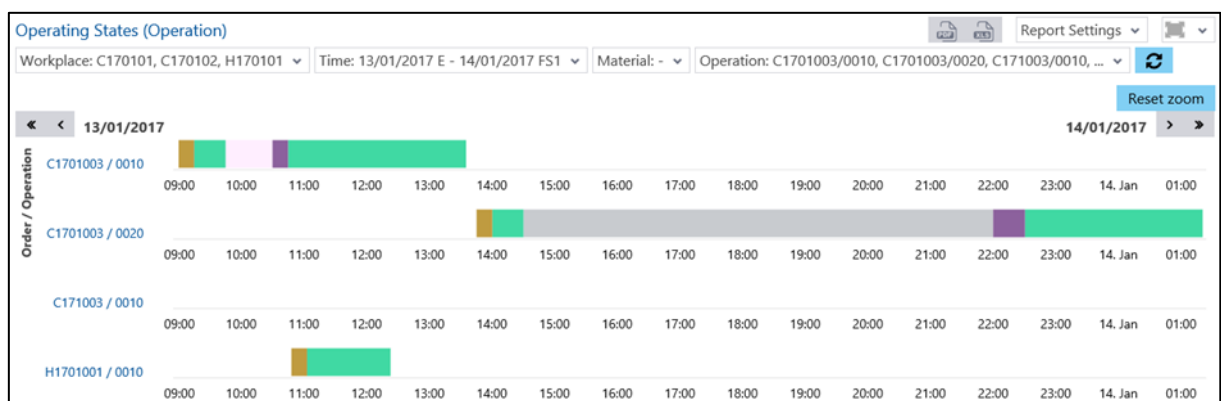 Operating States (Operation)
PDF XLS Report Settings
Workplace: C170101, C170102, H170101 Time: 13/01/2017 E - 14/01/2017 FS1 Material: - Operation: C1701003/0010, C1701003/0020, C171003/0010, ...
Reset zoom
« < 13/01/2017 14/01/2017 > »
Order / Operation
C1701003 / 0010
09:00 10:00 11:00 12:00 13:00 14:00 15:00 16:00 17:00 18:00 19:00 20:00 21:00 22:00 23:00 14. Jan 01:00
C1701003 / 0020
09:00 10:00 11:00 12:00 13:00 14:00 15:00 16:00 17:00 18:00 19:00 20:00 21:00 22:00 23:00 14. Jan 01:00
C171003 / 0010
09:00 10:00 11:00 12:00 13:00 14:00 15:00 16:00 17:00 18:00 19:00 20:00 21:00 22:00 23:00 14. Jan 01:00
H1701001 / 0010
09:00 10:00 11:00 12:00 13:00 14:00 15:00 16:00 17:00 18:00 19:00 20:00 21:00 22:00 23:00 14. Jan 01:00